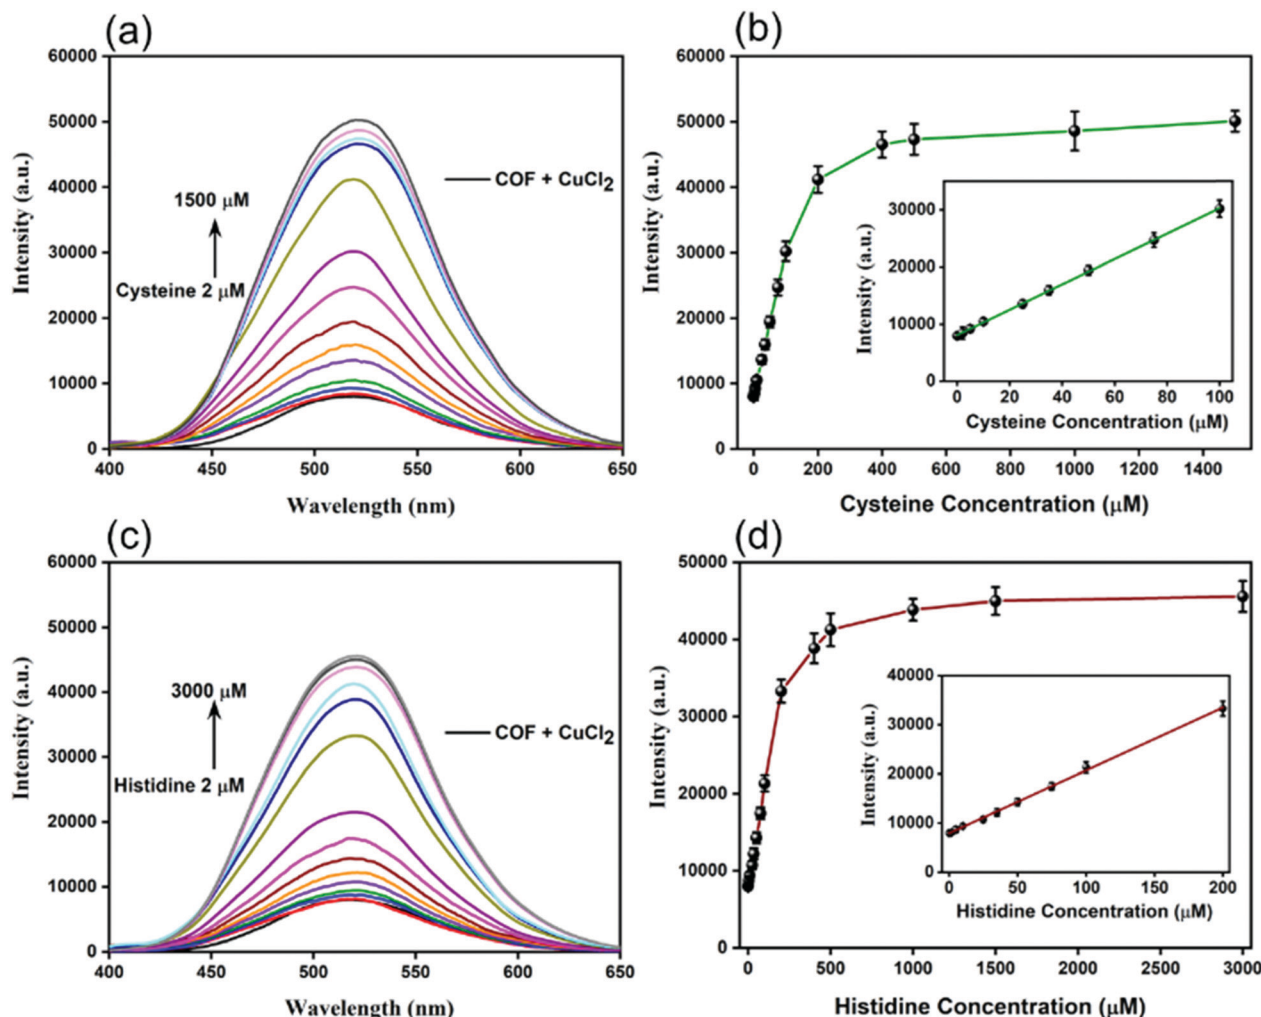 (a)
60000
50000
40000
30000
20000
10000
0
Intensity (a.u.)
1500 μM
Cysteine 2 μM
COF + CuCl2
400 450 500 550 600 650
Wavelength (nm)
(b)
60000
50000
40000
30000
20000
10000
0
Intensity (a.u.)
30000
20000
10000
0
Intensity (a.u.)
0 20 40 60 80 100
Cysteine Concentration (μM)
0 200 400 600 800 1000 1200 1400
Cysteine Concentration (μM)
(c)
60000
50000
40000
30000
20000
10000
0
Intensity (a.u.)
3000 μM
Histidine 2 μM
COF + CuCl2
400 450 500 550 600 650
Wavelength (nm)
(d)
50000
40000
30000
20000
10000
0
Intensity (a.u.)
40000
30000
20000
10000
0
Intensity (a.u.)
0 50 100 150 200
Histidine Concentration (μM)
0 500 1000 1500 2000 2500 3000
Histidine Concentration (μM)